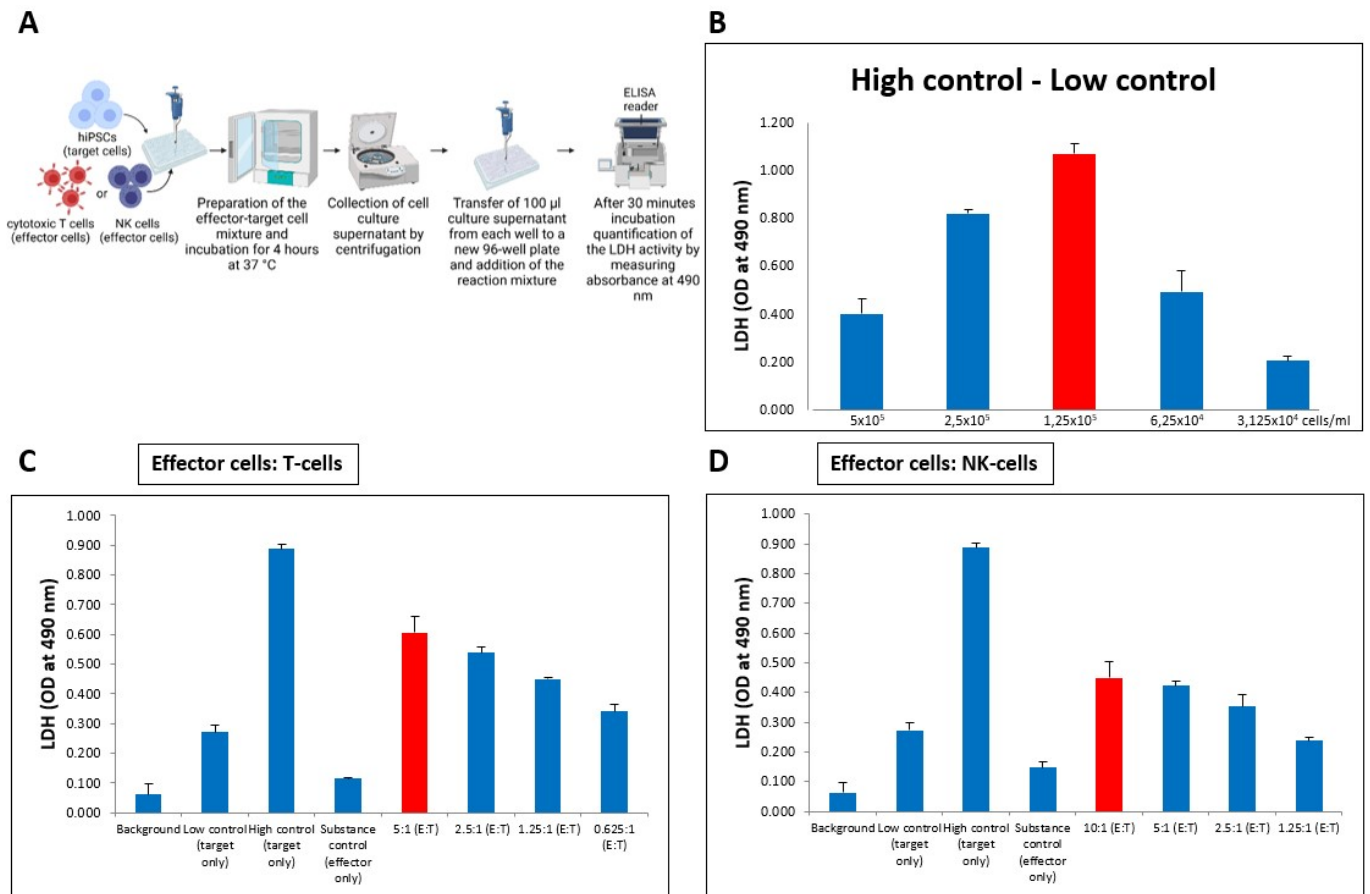 A
hiPSCs
(target cells)
or
cytotoxic T cells
(effector cells)
NK cells
(effector cells)
Preparation of the
effector-target cell
mixture and
incubation for 4 hours
at 37 °C
Collection of cell
culture
supernatant by
centrifugation
Transfer of 100 µl
culture supernatant
from each well to a
new 96-well plate
and addition of the
reaction mixture
ELISA
reader
After 30 minutes
incubation
quantification of
the LDH activity by
measuring
absorbance at 490
nm
B
High control - Low control
LDH (OD at 490 nm)
1.200
1.000
0.800
0.600
0.400
0.200
0.000
5x10⁵
2,5x10⁵
1,25x10⁵
6,25x10⁴
3,125x10⁴ cells/ml
C
Effector cells: T-cells
LDH (OD at 490 nm)
1.000
0.900
0.800
0.700
0.600
0.500
0.400
0.300
0.200
0.100
0.000
Background
Low control
(target
only)
High control
(target
only)
Substance
control
(effector
only)
5:1 (E:T)
2.5:1 (E:T)
1.25:1 (E:T)
0.625:1
(E:T)
D
Effector cells: NK-cells
LDH (OD at 490 nm)
1.000
0.900
0.800
0.700
0.600
0.500
0.400
0.300
0.200
0.100
0.000
Background
Low control
(target
only)
High control
(target
only)
Substance
control
(effector
only)
10:1 (E:T)
5:1 (E:T)
2.5:1 (E:T)
1.25:1 (E:T)